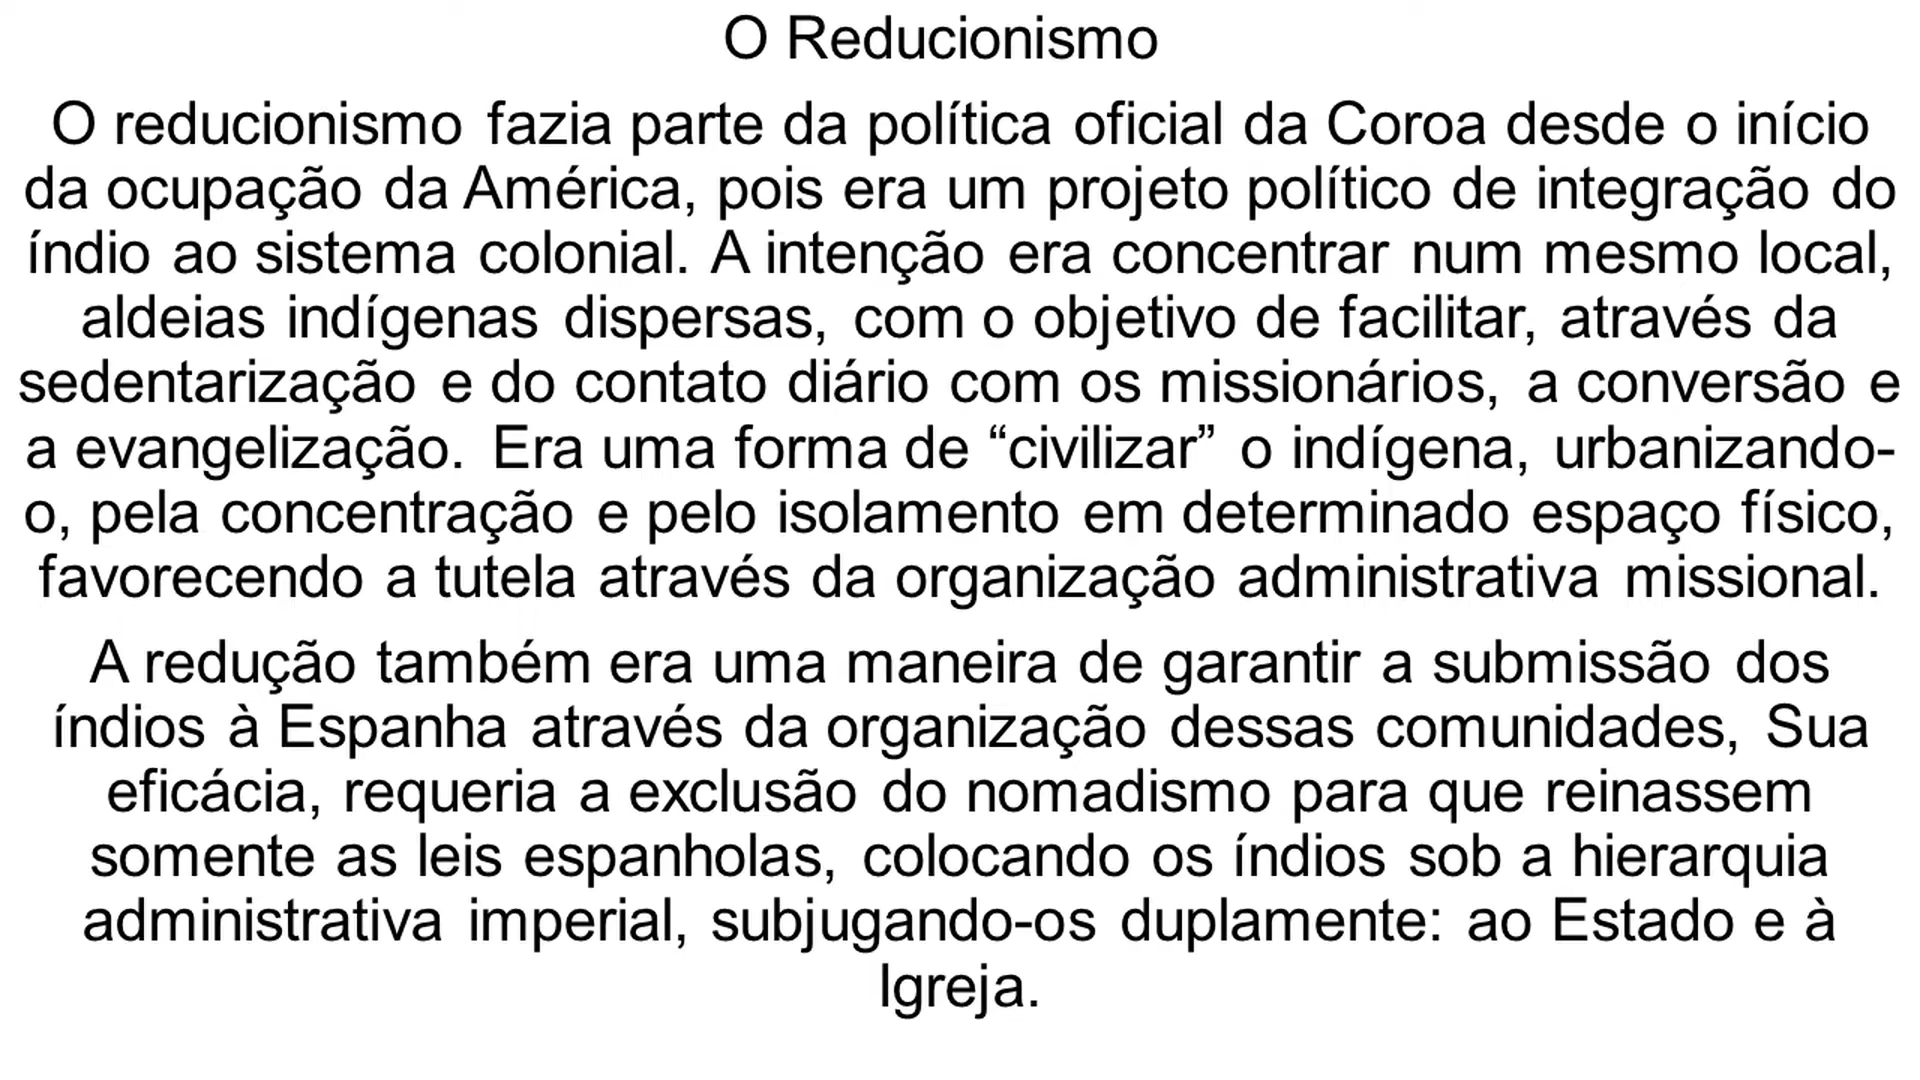 O Reducionismo
O reducionismo fazia parte da política oficial da Coroa desde o início
da ocupação da América, pois era um projeto político de integração do
índio ao sistema colonial. A intenção era concentrar num mesmo local,
aldeias indígenas dispersas, com o objetivo de facilitar, através da
sedentarização e do contato diário com os missionários, a conversão e
a evangelização. Era uma forma de “civilizar” o indígena, urbanizando-
o, pela concentração e pelo isolamento em determinado espaço físico,
favorecendo a tutela através da organização administrativa missional.
A redução também era uma maneira de garantir a submissão dos
índios à Espanha através da organização dessas comunidades, Sua
eficácia, requeria a exclusão do nomadismo para que reinassem
somente as leis espanholas, colocando os índios sob a hierarquia
administrativa imperial, subjugando-os duplamente: ao Estado e à
Igreja.